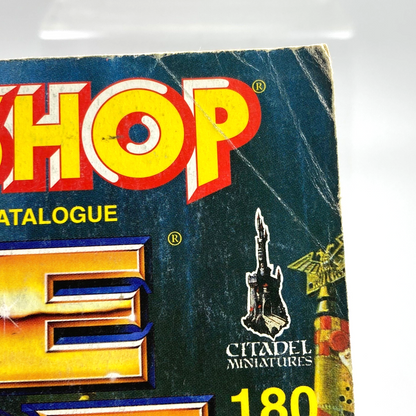 SHOP®
CATALOGUE
E®
CITADEL
MINIATURES
180